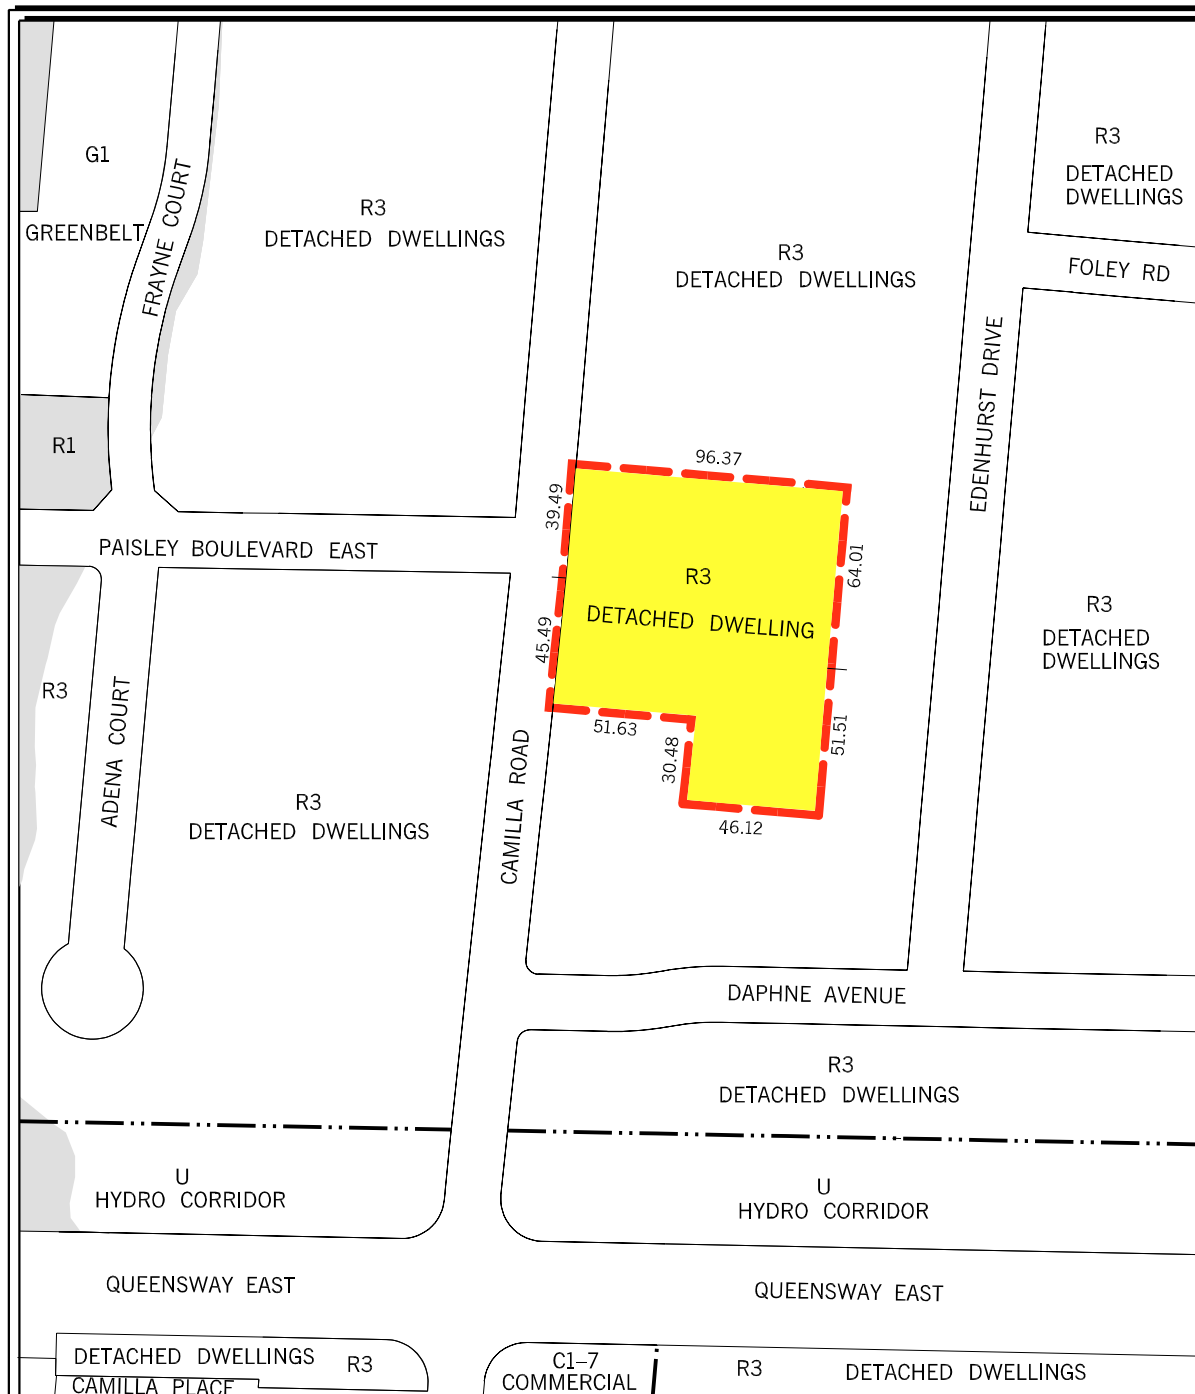 R3
DETACHED
DWELLINGS
G1
GREENBELT
FRAYNE COURT
R3
DETACHED DWELLINGS
R3
DETACHED DWELLINGS
FOLEY RD
EDENHURST DRIVE
R1
96.37
39.49
64.01
PAISLEY BOULEVARD EAST
R3
DETACHED DWELLING
45.49
R3
DETACHED
DWELLINGS
R3
ADENA COURT
51.63
30.48
51.51
46.12
CAMILLA ROAD
R3
DETACHED DWELLINGS
DAPHNE AVENUE
R3
DETACHED DWELLINGS
U
HYDRO CORRIDOR
U
HYDRO CORRIDOR
QUEENSWAY EAST
QUEENSWAY EAST
DETACHED DWELLINGS R3
CAMILLA PLACE
C1-7
COMMERCIAL
R3 DETACHED DWELLINGS